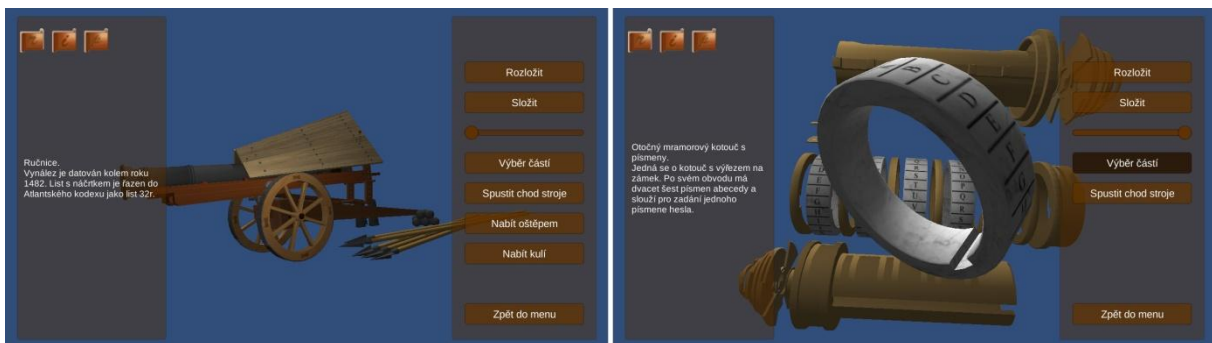 Ručnice.
Vynález je datován kolem roku
1482. List s náčrtkem je řazen do
Atlantského kodexu jako list 32r.
Rozložit
Složit
Výběr částí
Spustit chod stroje
Nabít oštěpem
Nabít kulí
Zpět do menu
Otočný mramorový kotouč s
písmeny.
Jedná se o kotouč s výřezem na
zámek. Po svém obvodu má
dvacet šest písmen abecedy a
slouží pro zadání jednoho
písmene hesla.
A B C D E F G H
Rozložit
Složit
Výběr částí
Spustit chod stroje
Zpět do menu